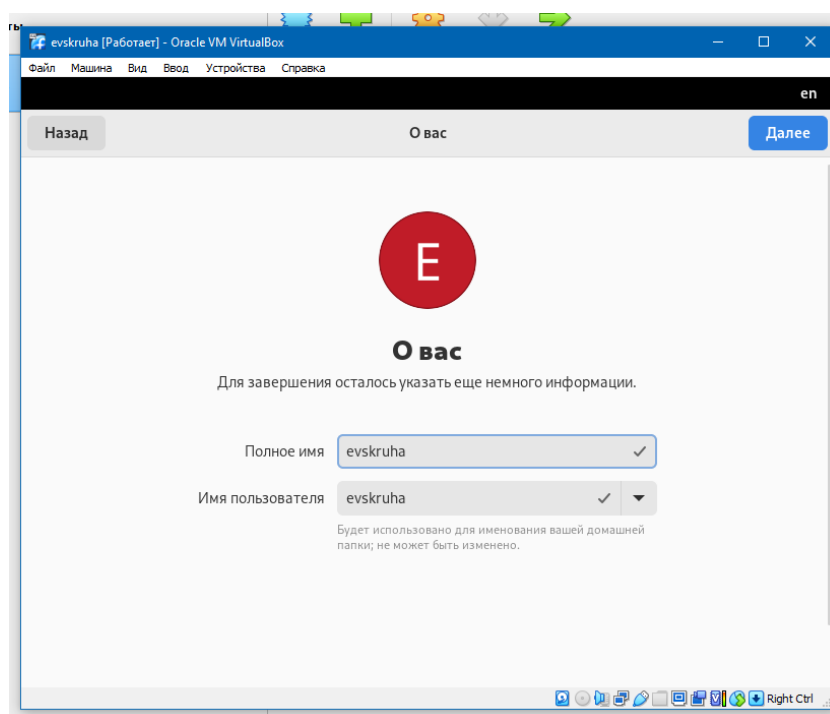 ты
evskruha [Работает] - Oracle VM VirtualBox
Файл Машина Вид Ввод Устройства Справка
en
Назад О вас Далее
E
О вас
Для завершения осталось указать еще немного информации.
Полное имя evskruha
Имя пользователя evskruha
Будет использовано для именования вашей домашней
папки; не может быть изменено.
Right Ctrl